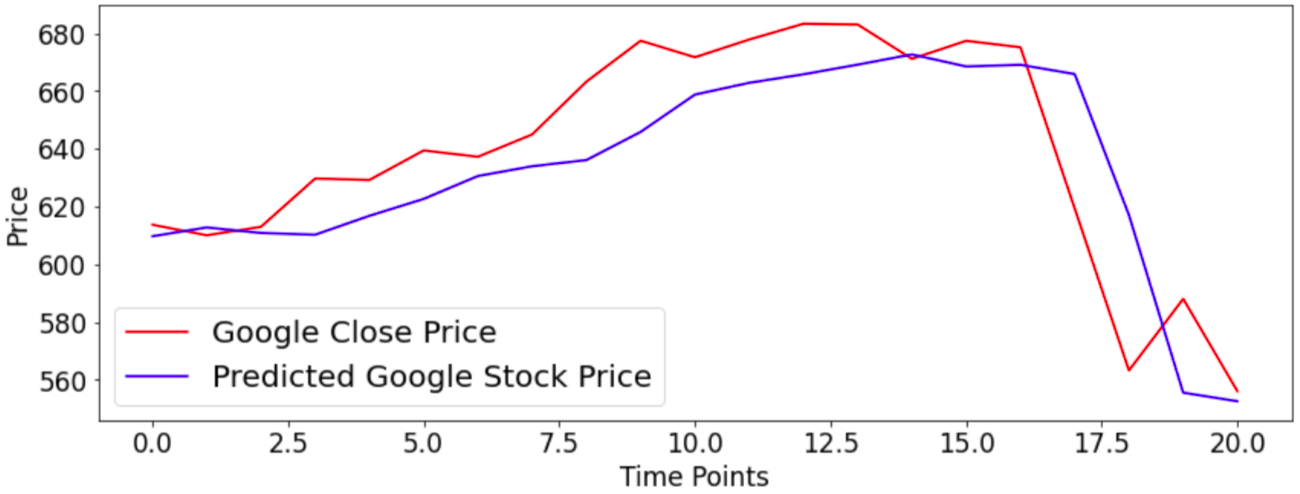 Price
680
660
640
620
600
580
560
Google Close Price
Predicted Google Stock Price
0.0 2.5 5.0 7.5 10.0 12.5 15.0 17.5 20.0
Time Points